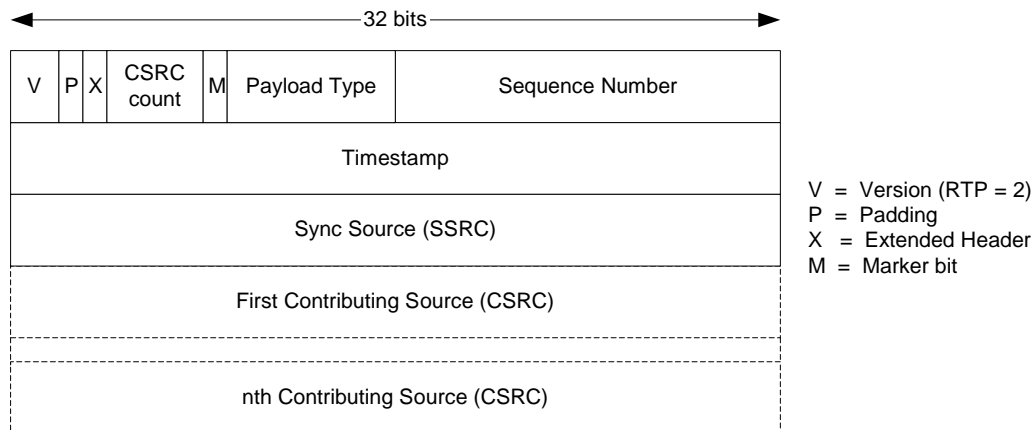 32 bits
V
P
X
CSRC
count
M
Payload Type
Sequence Number
Timestamp
Sync Source (SSRC)
First Contributing Source (CSRC)
nth Contributing Source (CSRC)
V = Version (RTP = 2)
P = Padding
X = Extended Header
M = Marker bit